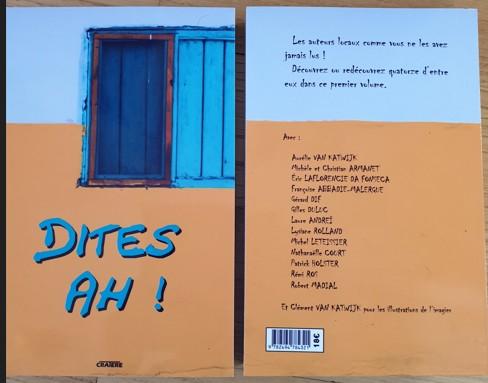 DITES
AH !
CRAIERE
Les auteurs locaux comme vous ne les avez
jamais lus !
Découvrez ou redécouvrez quatorze d'entre
eux dans ce premier volume.
Avec :
Aurélie VAN KATWIJK
Michèle et Christian ARMANET
Eric LAFLORENCIE DA FONSECA
Françoise ABBADIE-MALERGUE
Gérard DIF
Gilles DULUC
Laure ANDREÏ
Lysiane ROLLAND
Michel LETEISSIER
Nathanaëlle COURT
Patrick HOLSTER
Rémi ROS
Robert MADIAL
Et Clément VAN KATWIJK pour les illustrations de l'imagier
18€